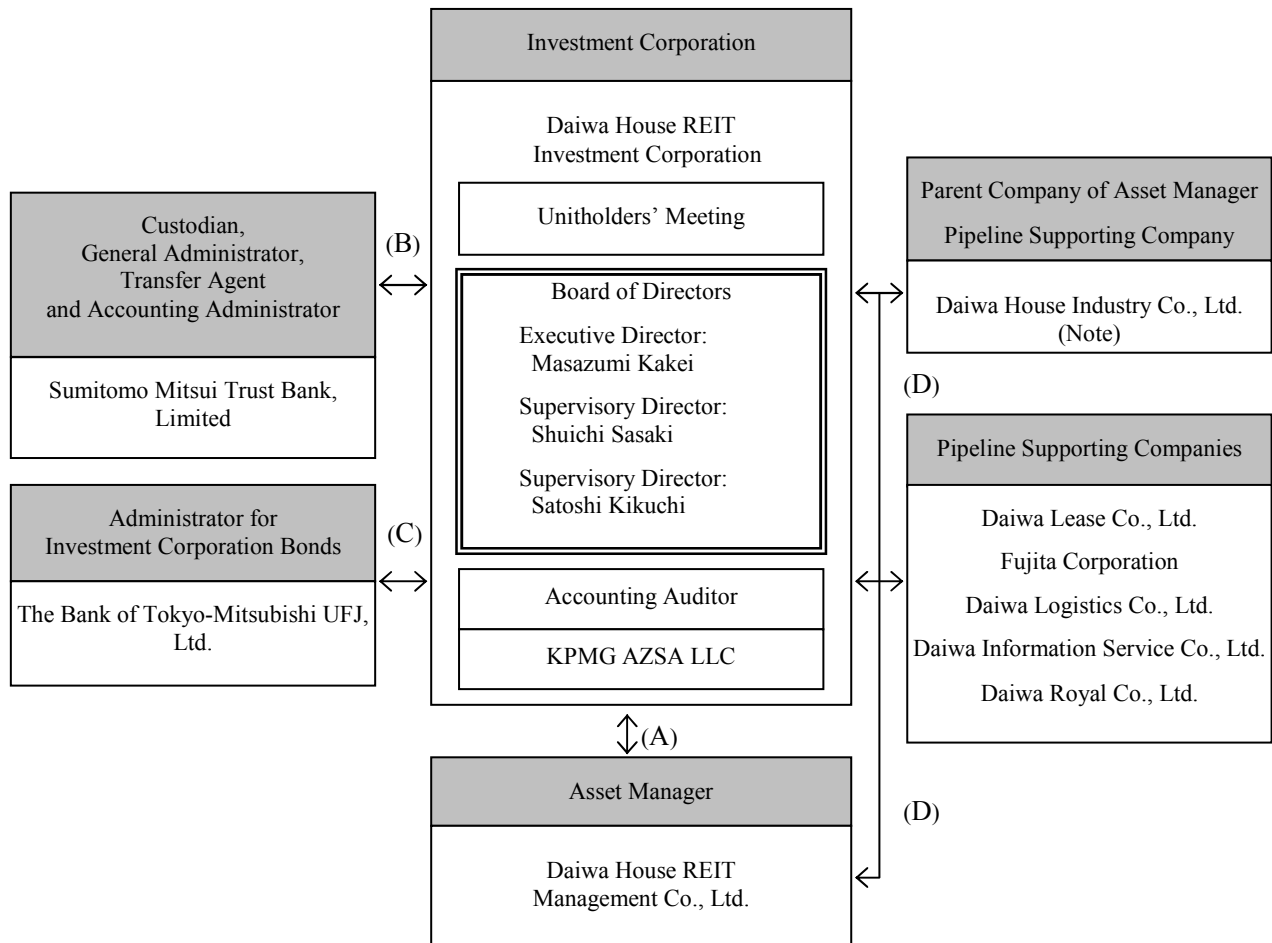 Investment Corporation
Daiwa House REIT
Investment Corporation
Unitholders’ Meeting
Board of Directors
Executive Director:
Masazumi Kakei
Supervisory Director:
Shuichi Sasaki
Supervisory Director:
Satoshi Kikuchi
Accounting Auditor
KPMG AZSA LLC
Custodian,
General Administrator,
Transfer Agent
and Accounting Administrator
Sumitomo Mitsui Trust Bank,
Limited
(B)
Administrator for
Investment Corporation Bonds
The Bank of Tokyo-Mitsubishi UFJ,
Ltd.
(C)
Parent Company of Asset Manager
Pipeline Supporting Company
Daiwa House Industry Co., Ltd.
(Note)
(D)
Pipeline Supporting Companies
Daiwa Lease Co., Ltd.
Fujita Corporation
Daiwa Logistics Co., Ltd.
Daiwa Information Service Co., Ltd.
Daiwa Royal Co., Ltd.
(A)
Asset Manager
Daiwa House REIT
Management Co., Ltd.
(D)